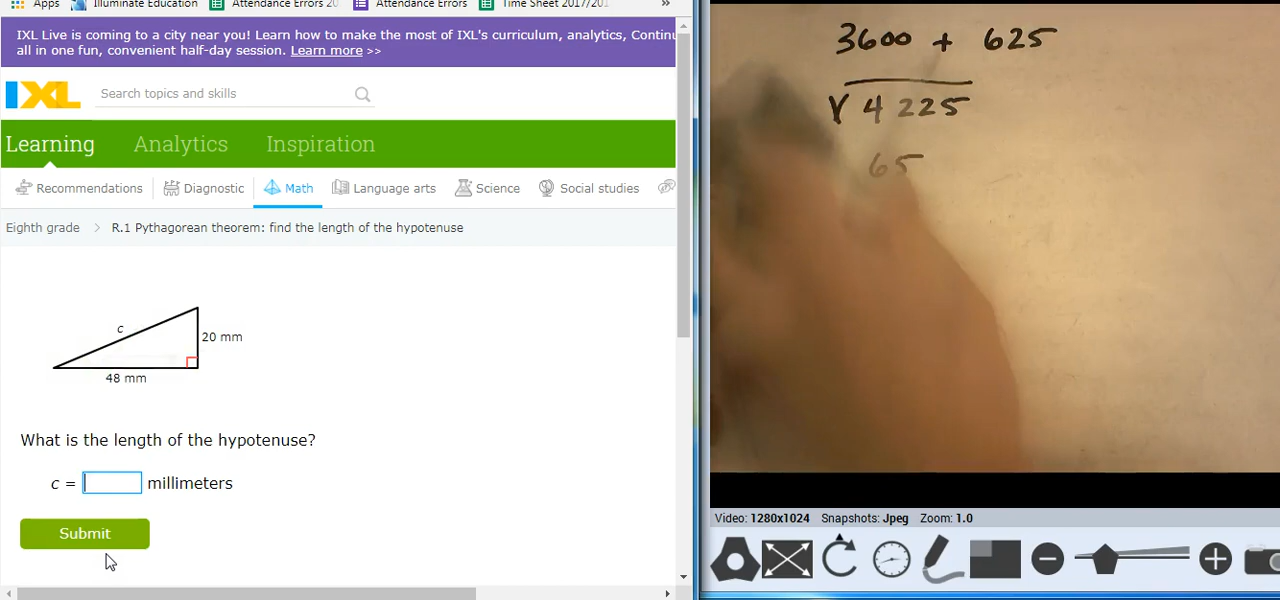 Apps Illuminate Education Attendance Errors 20 Attendance Errors Time Sheet 2017/201 »
IXL Live is coming to a city near you! Learn how to make the most of IXL's curriculum, analytics, Contin
all in one fun, convenient half-day session. Learn more >>
IXL Search topics and skills
Learning Analytics Inspiration
Recommendations Diagnostic Math Language arts Science Social studies
Eighth grade > R.1 Pythagorean theorem: find the length of the hypotenuse
c
20 mm
48 mm
What is the length of the hypotenuse?
c = millimeters
Submit
3600 + 625
√4225
65
Video: 1280x1024 Snapshots: Jpeg Zoom: 1.0